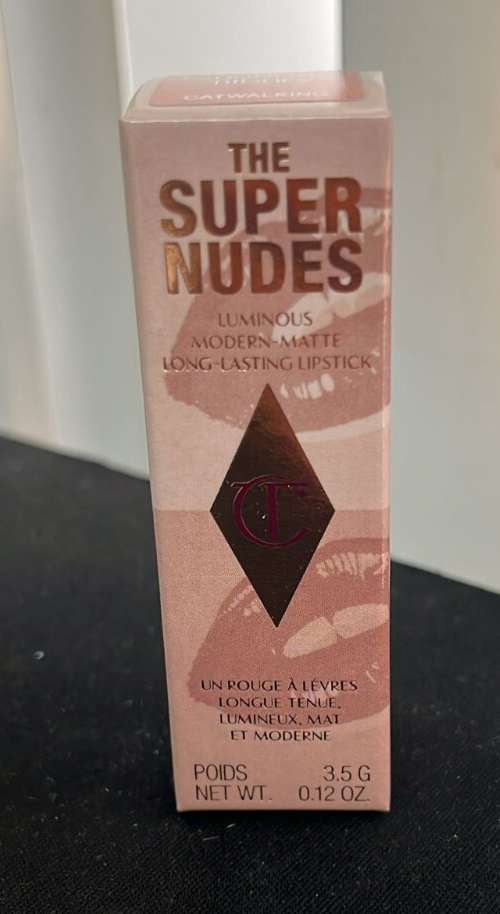 CATWALKING
THE
SUPER
NUDES
LUMINOUS
MODERN-MATTE
LONG-LASTING LIPSTICK
CT
UN ROUGE À LÉVRES
LONGUE TENUE,
LUMINEUX, MAT
ET MODERNE
POIDS 3.5 G
NET WT. 0.12 OZ.